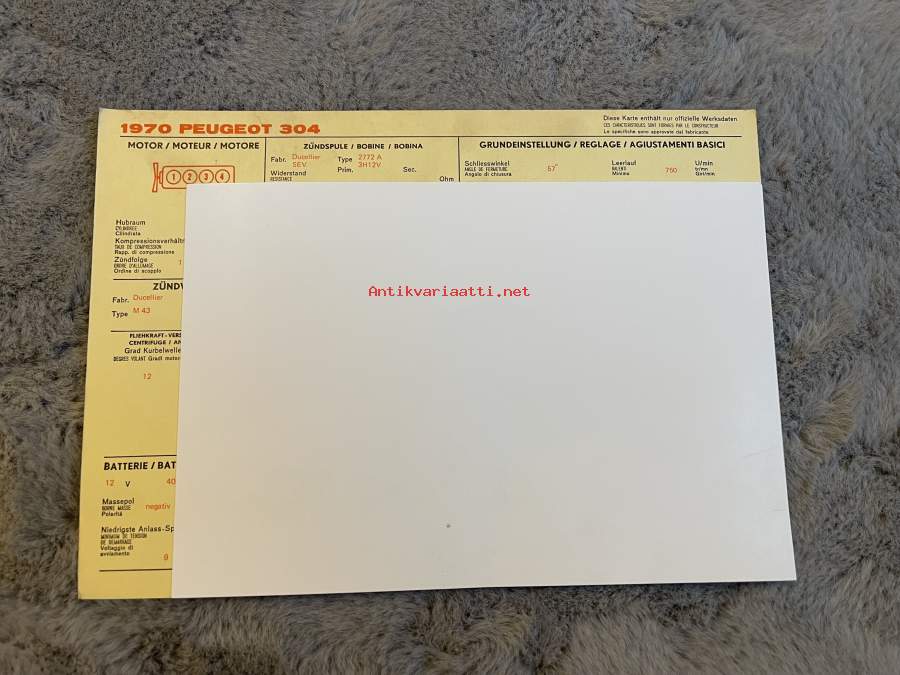 1970 PEUGEOT 304
Diese Karte enthält nur offizielle Werksdaten
CES CARACTERISTIQUES SONT FORNIES PAR LE CONSTRUCTEUR
Le specifiche sono approvate dal fabricante
MOTOR / MOTEUR / MOTORE
1 2 3 4
Hubraum
CYLINDREE
Cilindrata
Kompressionsverhältn
TAUX DE COMPRESSION
Rapp. di compressione
Zündfolge
ORDRE D'ALLUMAGE
Ordine di scoppio
1
ZÜNDSPULE / BOBINE / BOBINA
Fabr. Ducellier Type 2772 A
SEV. Prim. 3H12V Sec.
Widerstand
RESISTANCE
Ohm
GRUNDEINSTELLUNG / REGLAGE / AGIUSTAMENTI BASICI
Schliesswinkel
ANGLE DE FERMETURE
Angolo di chiusura
57°
Leerlauf
RALENTI
Minimo
750
U/min
tr/mn
Gst/min
ZÜNDV
Fabr. Ducellier
Type M 43
FLIEHKRAFT-VERS
CENTRIFUGE / AN
Grad Kurbelwelle
DEGRES VOLANT Gradi motor
12
BATTERIE / BAT
12 V 40
Massepol
BORNE MASSE
Polarità
negativ
Niedrigste Anlass-Sp
MINIMUM DE TENSION
DE DEMARRAGE
Voltaggio di
avviamento
9
Antikvariaatti.net